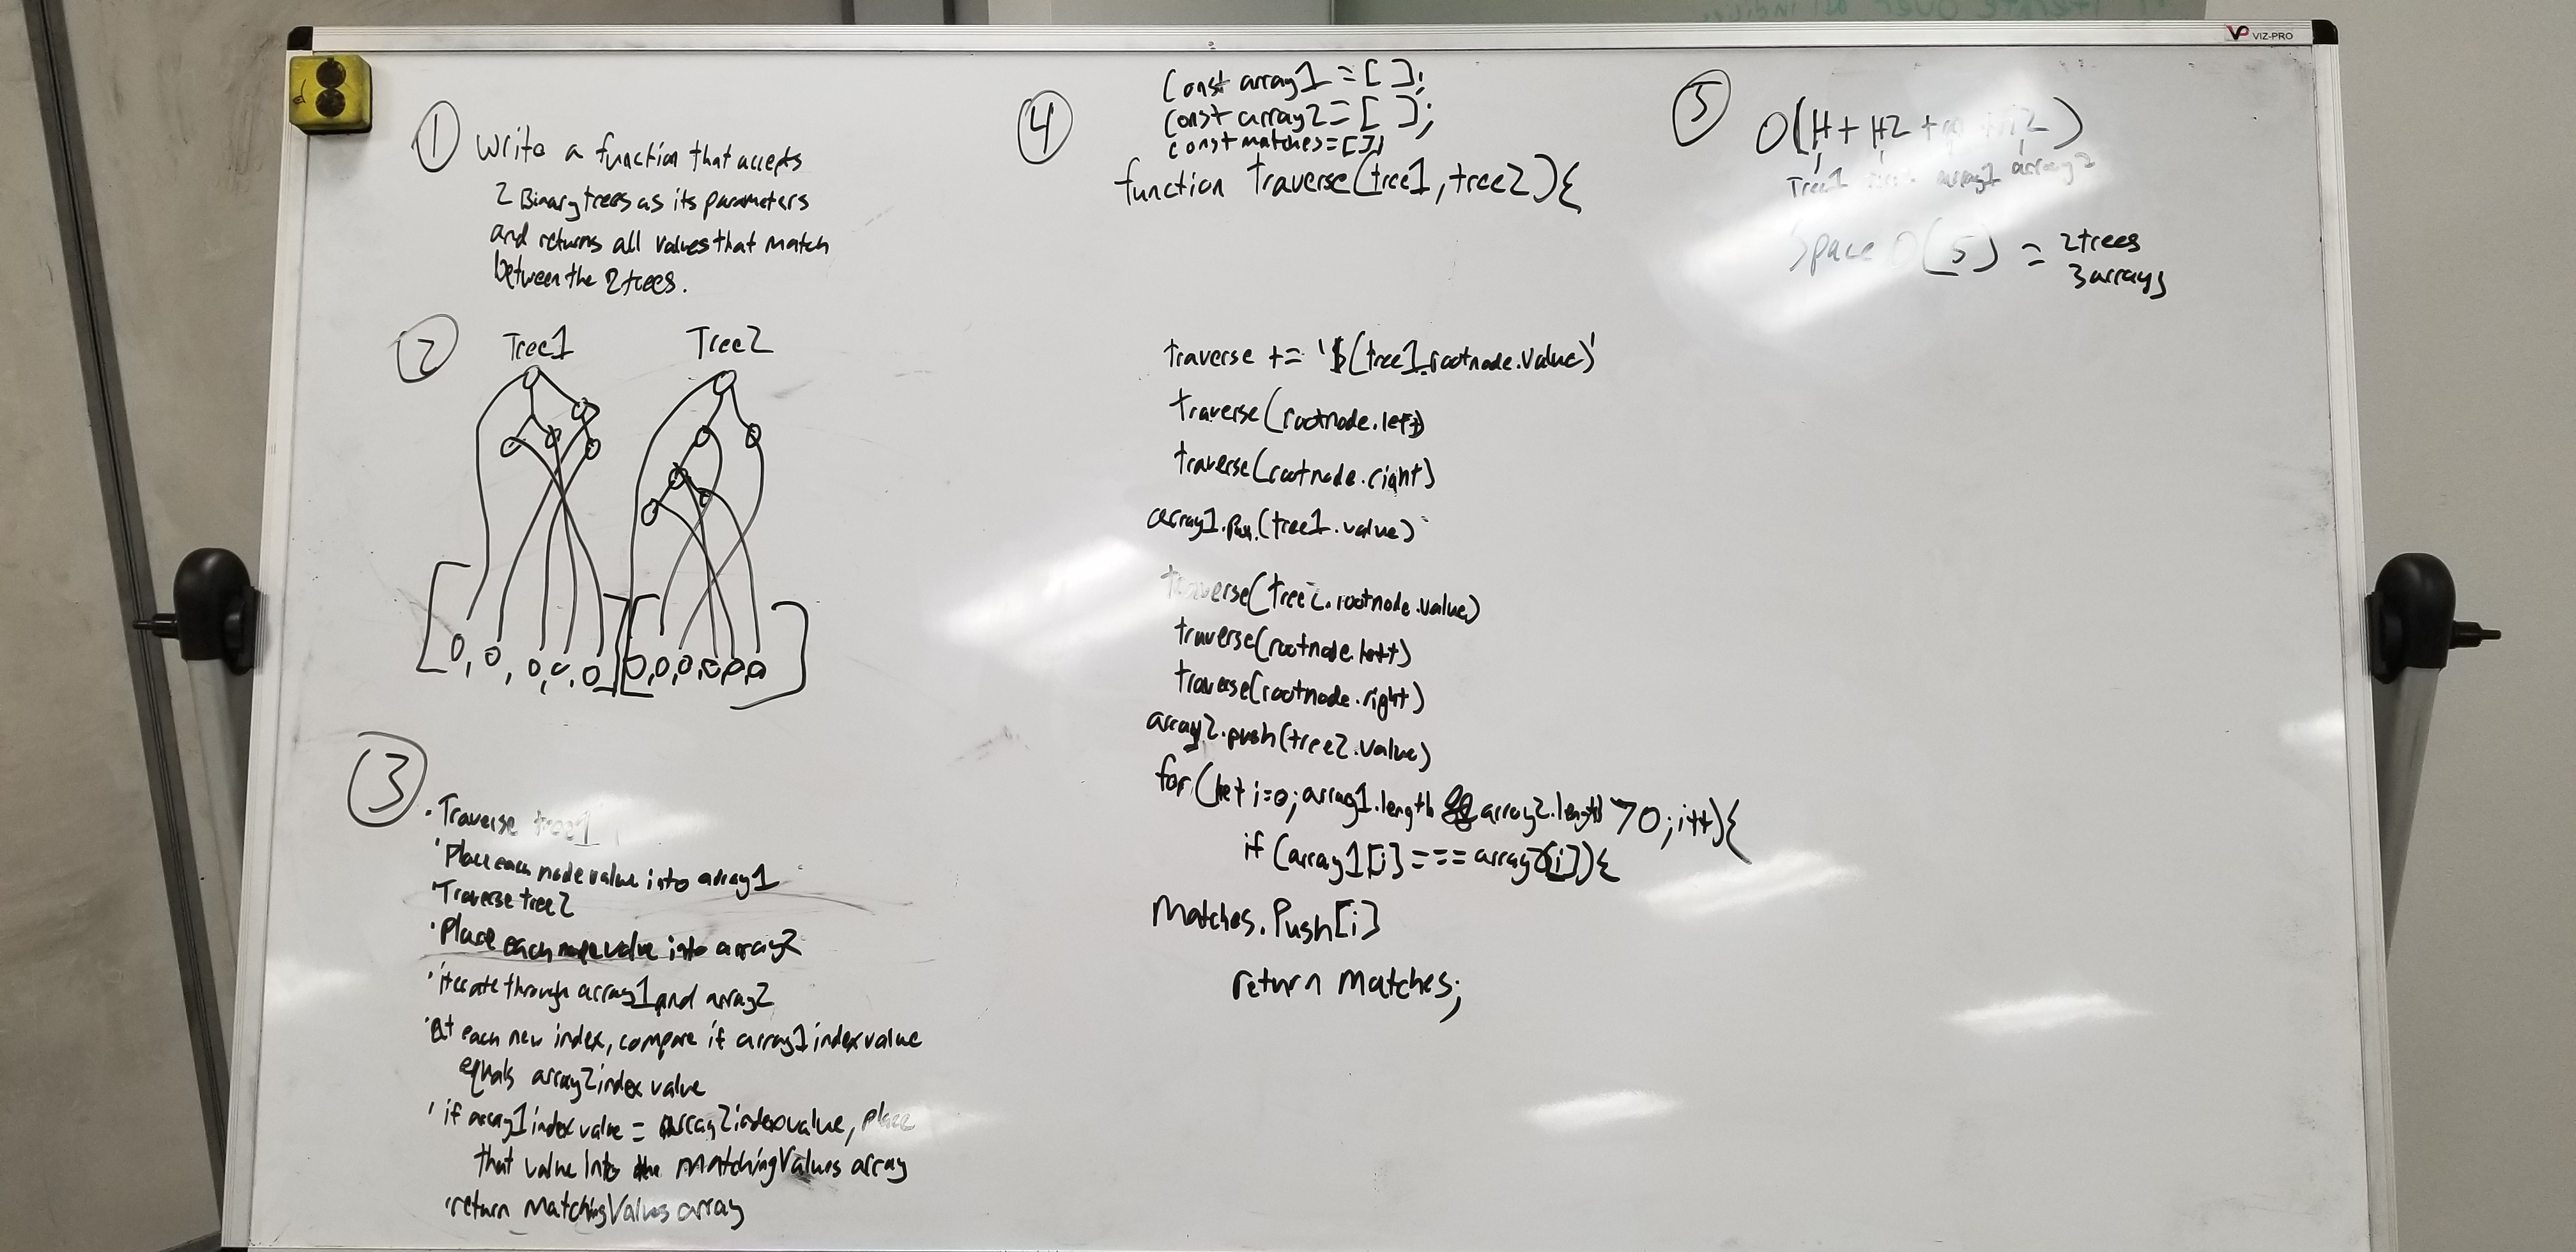 VP VIZ-PRO
① Write a function that accepts
2 Binary trees as its parameters
and returns all values that match
between the 2 trees.
② Tree1 Tree2
[0, 0, 0, 0, 0] [0,0,0,0,0,0]
③ • Traverse tree1
• Place each node value into array1
• Traverse tree2
• Place each node value into array2
• iterate through array1 and array2
• at each new index, compare if array1 index value
equals array2 index value
• if array1 index value = array2 index value, place
that value into the MatchingValues array
• return MatchingValues array
④ const array1 = [ ];
const array2 = [ ];
const matches = [ ];
function traverse(tree1, tree2){
traverse += '$(tree1.rootnode.value)'
traverse(rootnode.left)
traverse(rootnode.right)
array1.(tree1.value)
traverse(tree2.rootnode.value)
traverse(rootnode.left)
traverse(rootnode.right)
array2.push(tree2.value)
for(let i=0; array1.length && array2.length > 0; i++){
if (array1[i] === array2[i]){
Matches.Push[i]
return Matches;
⑤ O(H + H2 +
Tree1 array1 array2
Space O(5) = 2 trees
3 arrays